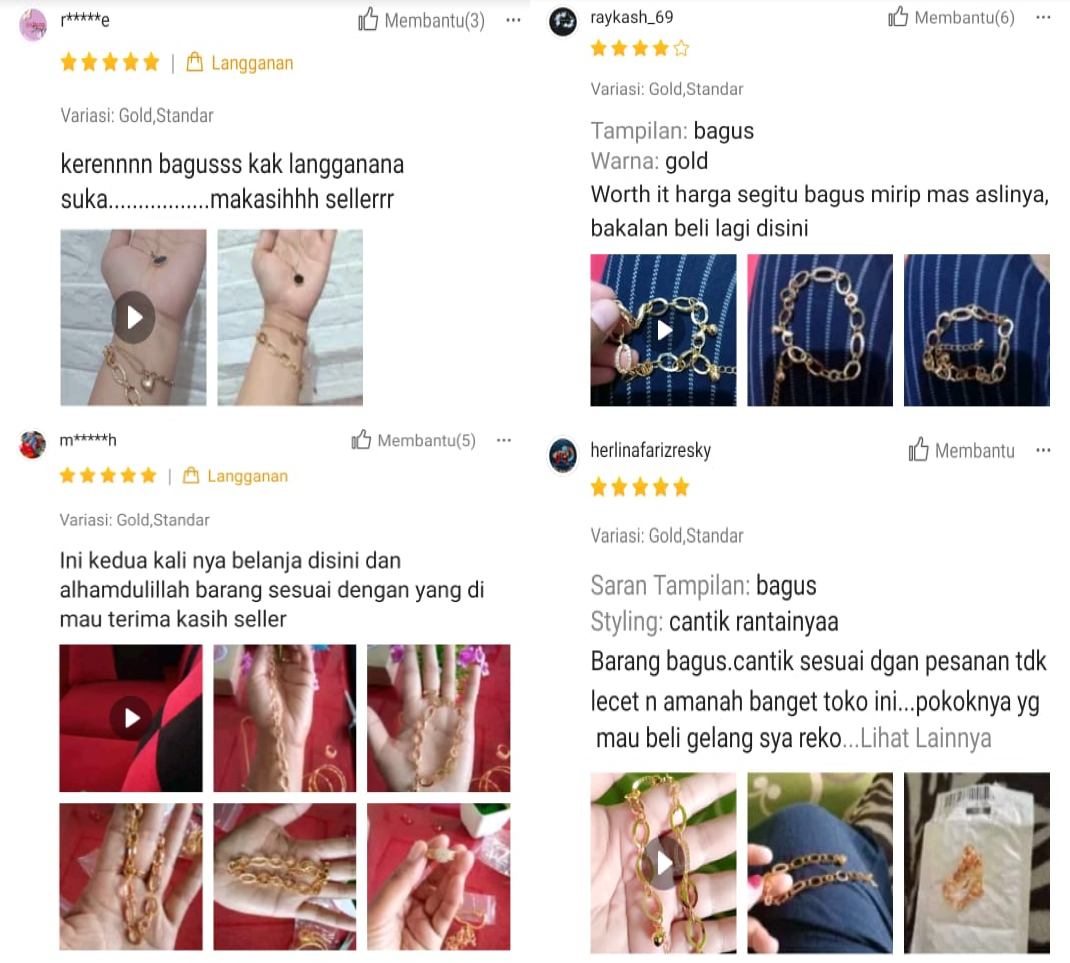 r*****e
Membantu(3)
Langganan
Variasi: Gold,Standar
kerennnn bagusss kak langganana
suka.................makasihhh sellerrr
m*****h
Membantu(5)
Langganan
Variasi: Gold,Standar
Ini kedua kali nya belanja disini dan
alhamdulillah barang sesuai dengan yang di
mau terima kasih seller
raykash_69
Membantu(6)
Variasi: Gold,Standar
Tampilan: bagus
Warna: gold
Worth it harga segitu bagus mirip mas aslinya,
bakalan beli lagi disini
herlinafarizresky
Membantu
Variasi: Gold,Standar
Saran Tampilan: bagus
Styling: cantik rantainyaa
Barang bagus.cantik sesuai dgan pesanan tdk
lecet n amanah banget toko ini...pokoknya yg
mau beli gelang sya reko...Lihat Lainnya